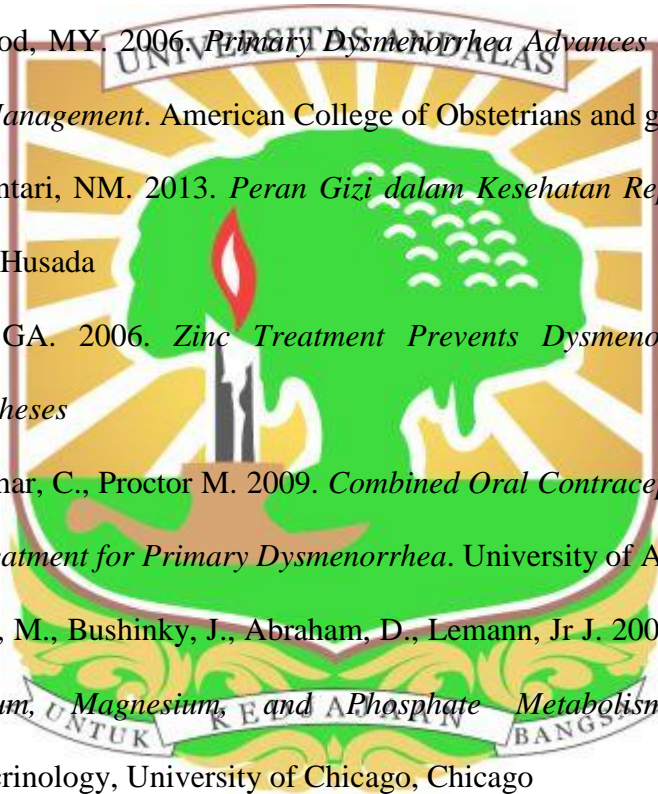 od, MY. 2006. Primary Dysmenorrhea Advances
UNIVERSITAS ANDALAS
Management. American College of Obstetrians and g
ntari, NM. 2013. Peran Gizi dalam Kesehatan Rep
Husada
GA. 2006. Zinc Treatment Prevents Dysmeno
heses
nar, C., Proctor M. 2009. Combined Oral Contracep
atment for Primary Dysmenorrhea. University of A
, M., Bushinky, J., Abraham, D., Lemann, Jr J. 200
um, Magnesium, and Phosphate Metabolism
UNTUK KEDJAJAAN BANGSA
crinology, University of Chicago, Chicago